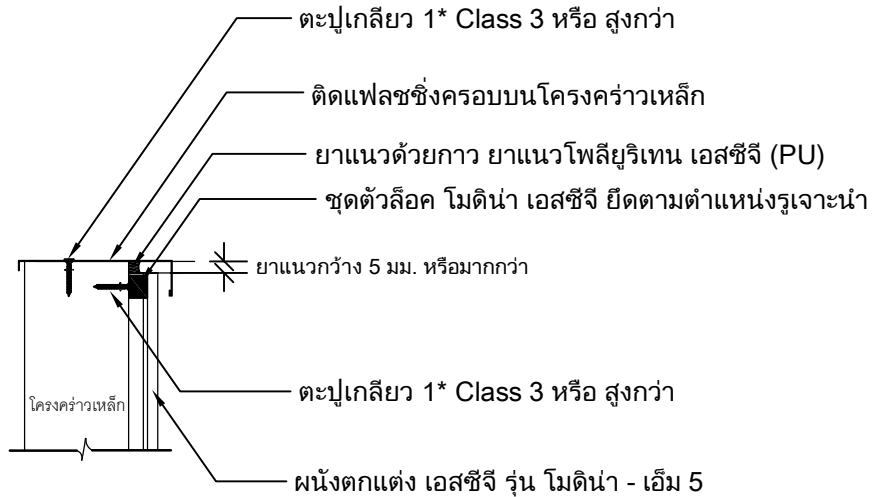 ตะปูเกลียว 1* Class 3 หรือ สูงกว่า
ติดแฟลชชิ่งครอบบนโครงคร่าวเหล็ก
ยาแนวด้วยกาว ยาแนวโพลียูริเทน เอสซีจี (PU)
ชุดตัวล็อค โมดิน่า เอสซีจี ยึดตามตำแหน่งรูเจาะนำ
ยาแนวกว้าง 5 มม. หรือมากกว่า
ตะปูเกลียว 1* Class 3 หรือ สูงกว่า
โครงคร่าวเหล็ก
ผนังตกแต่ง เอสซีจี รุ่น โมดิน่า - เอ็ม 5